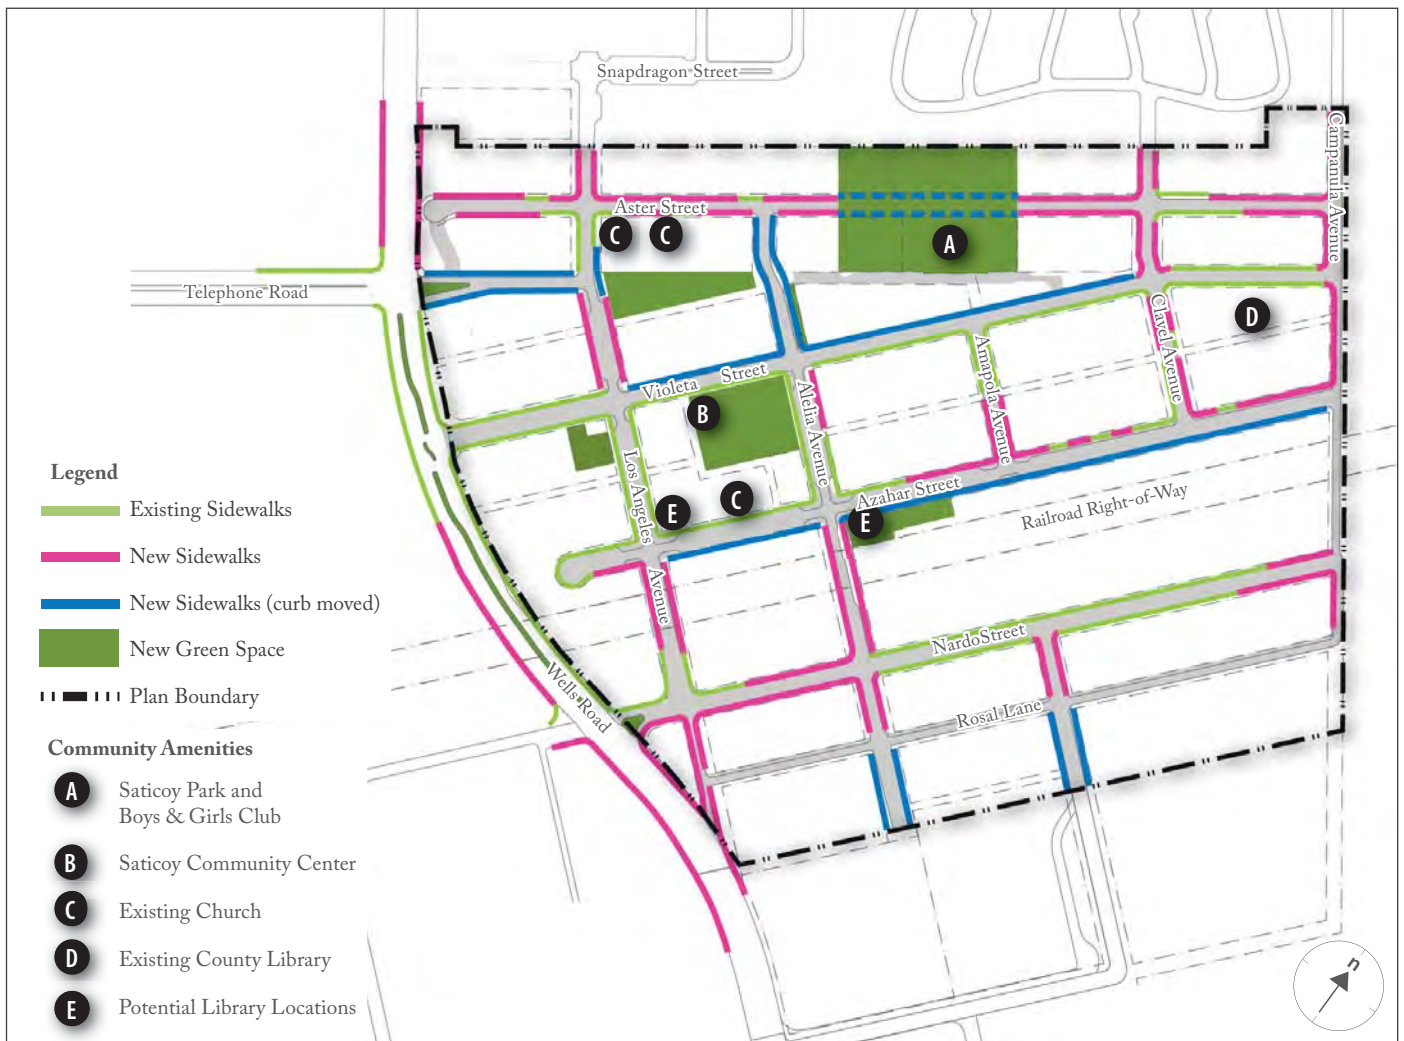 Snapdragon Street
Campanula Avenue
Aster Street
C
C
A
Telephone Road
D
Clavel Avenue
Amapola Avenue
Violeta Street
Alelia Avenue
B
Los Angeles Avenue
C
E
Azahar Street
E
Railroad Right-of-Way
Nardo Street
Wells Road
Rosal Lane
Legend
Existing Sidewalks
New Sidewalks
New Sidewalks (curb moved)
New Green Space
Plan Boundary
Community Amenities
A
Saticoy Park and
Boys & Girls Club
B
Saticoy Community Center
C
Existing Church
D
Existing County Library
E
Potential Library Locations
n